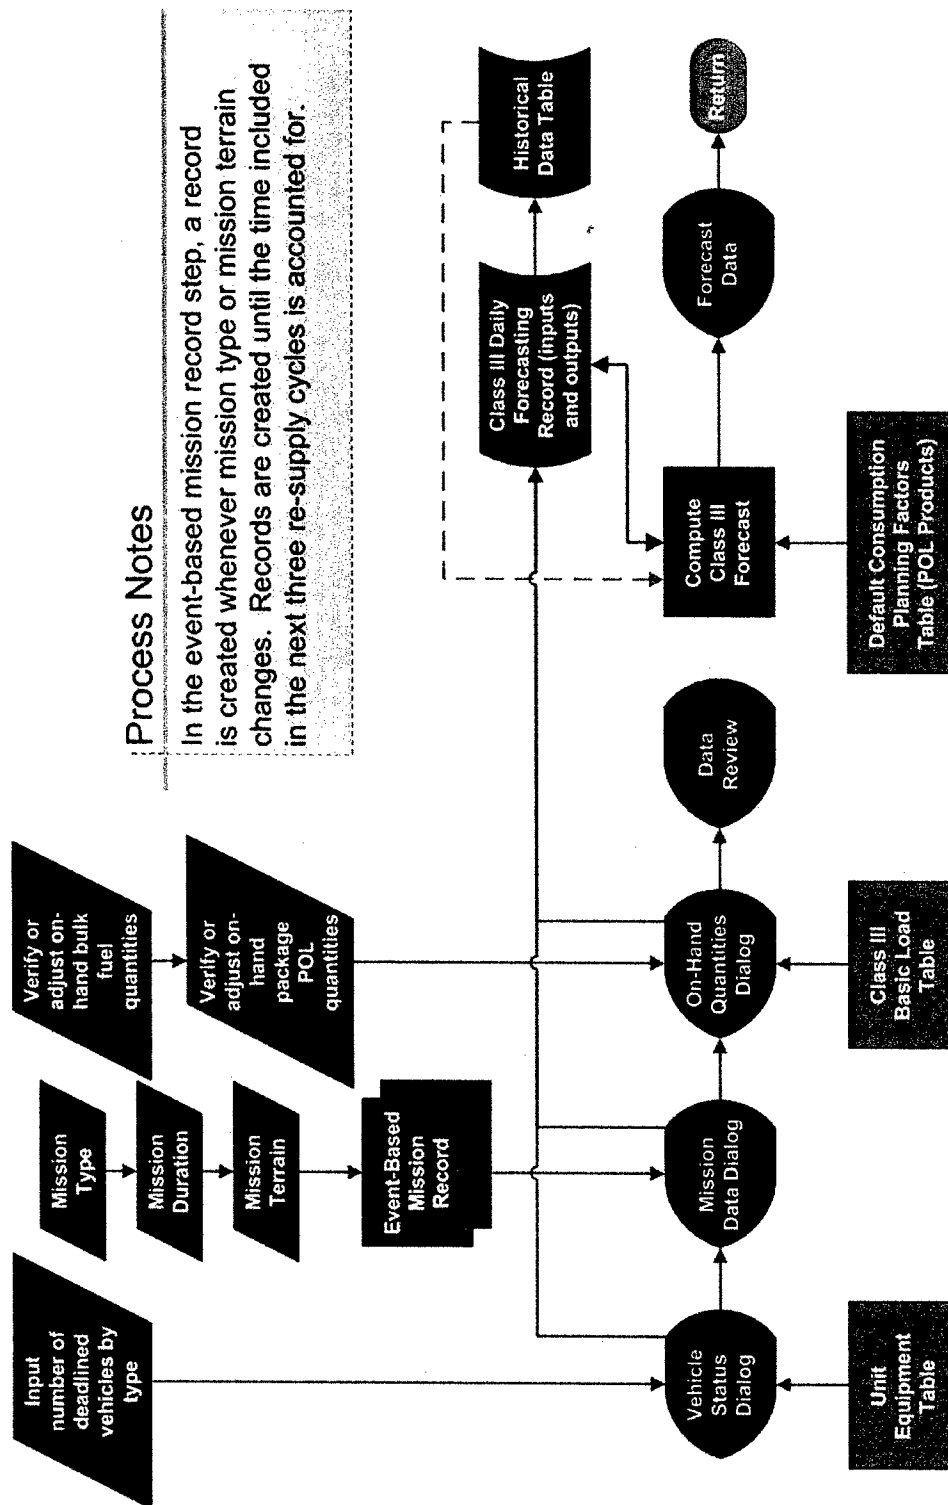 Process Notes
In the event-based mission record step, a record
is created whenever mission type or mission terrain
changes.  Records are created until the time included
in the next three re-supply cycles is accounted for.
Input
number of
deadlined
vehicles by
type
Mission
Type
Mission
Duration
Mission
Terrain
Event-Based
Mission
Record
Verify or
adjust on-
hand bulk
fuel
quantities
Verify or
adjust on-
hand
package
POL
quantities
Class III Daily
Forecasting
Record (inputs
and outputs)
Historical
Data Table
Vehicle
Status
Dialog
Mission
Data Dialog
On-Hand
Quantities
Dialog
Data
Review
Compute
Class III
Forecast
Forecast
Data
Return
Unit
Equipment
Table
Class III
Basic Load
Table
Default Consumption
Planning Factors
Table (POL Products)